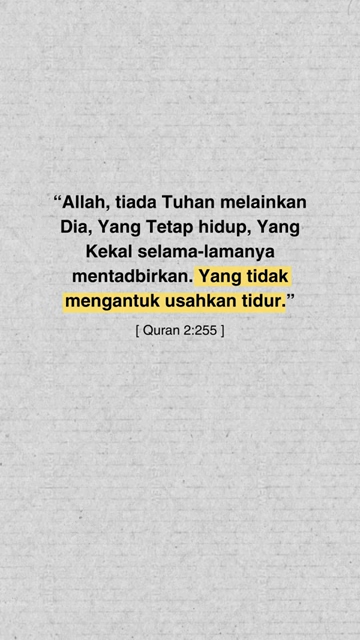 “Allah, tiada Tuhan melainkan
Dia, Yang Tetap hidup, Yang
Kekal selama-lamanya
mentadbirkan. Yang tidak
mengantuk usahkan tidur.”
[ Quran 2:255 ]